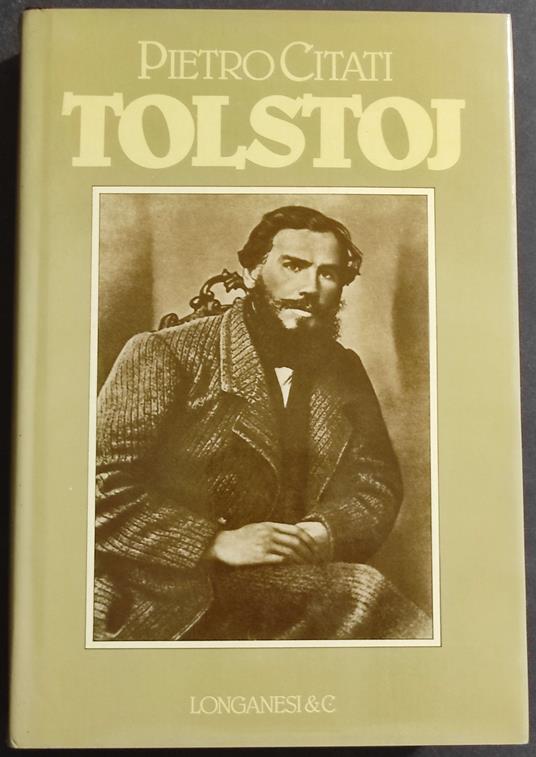 PIETRO CITATI
TOLSTOJ
LONGANESI & C